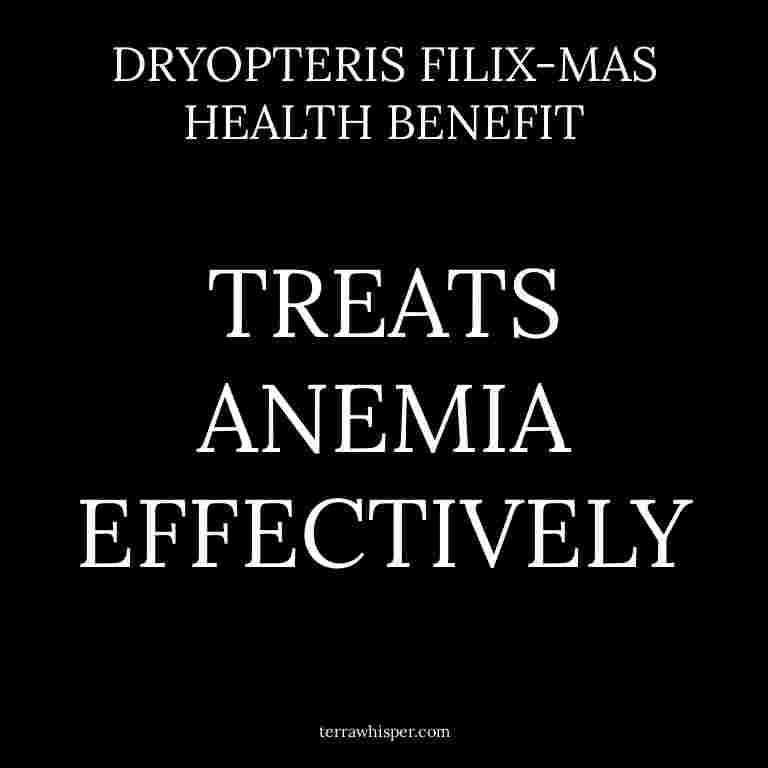 DRYOPTERIS FILIX-MAS
HEALTH BENEFIT
TREATS
ANEMIA
EFFECTIVELY
terrawhisper.com